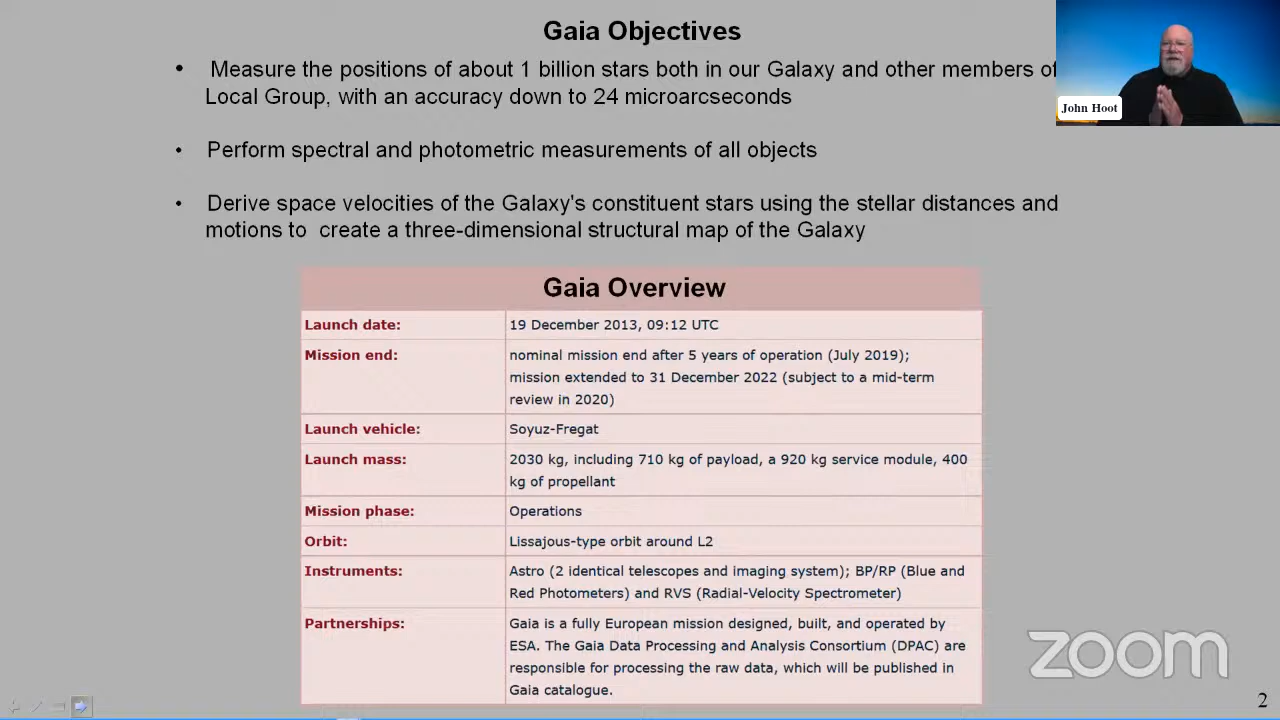 Gaia Objectives
• Measure the positions of about 1 billion stars both in our Galaxy and other members of
Local Group, with an accuracy down to 24 microarcseconds
John Hoot
• Perform spectral and photometric measurements of all objects
• Derive space velocities of the Galaxy's constituent stars using the stellar distances and
motions to create a three-dimensional structural map of the Galaxy
Gaia Overview
Launch date: 19 December 2013, 09:12 UTC
Mission end: nominal mission end after 5 years of operation (July 2019);
mission extended to 31 December 2022 (subject to a mid-term
review in 2020)
Launch vehicle: Soyuz-Fregat
Launch mass: 2030 kg, including 710 kg of payload, a 920 kg service module, 400
kg of propellant
Mission phase: Operations
Orbit: Lissajous-type orbit around L2
Instruments: Astro (2 identical telescopes and imaging system); BP/RP (Blue and
Red Photometers) and RVS (Radial-Velocity Spectrometer)
Partnerships: Gaia is a fully European mission designed, built, and operated by
ESA. The Gaia Data Processing and Analysis Consortium (DPAC) are
responsible for processing the raw data, which will be published in
Gaia catalogue.
zoom
2